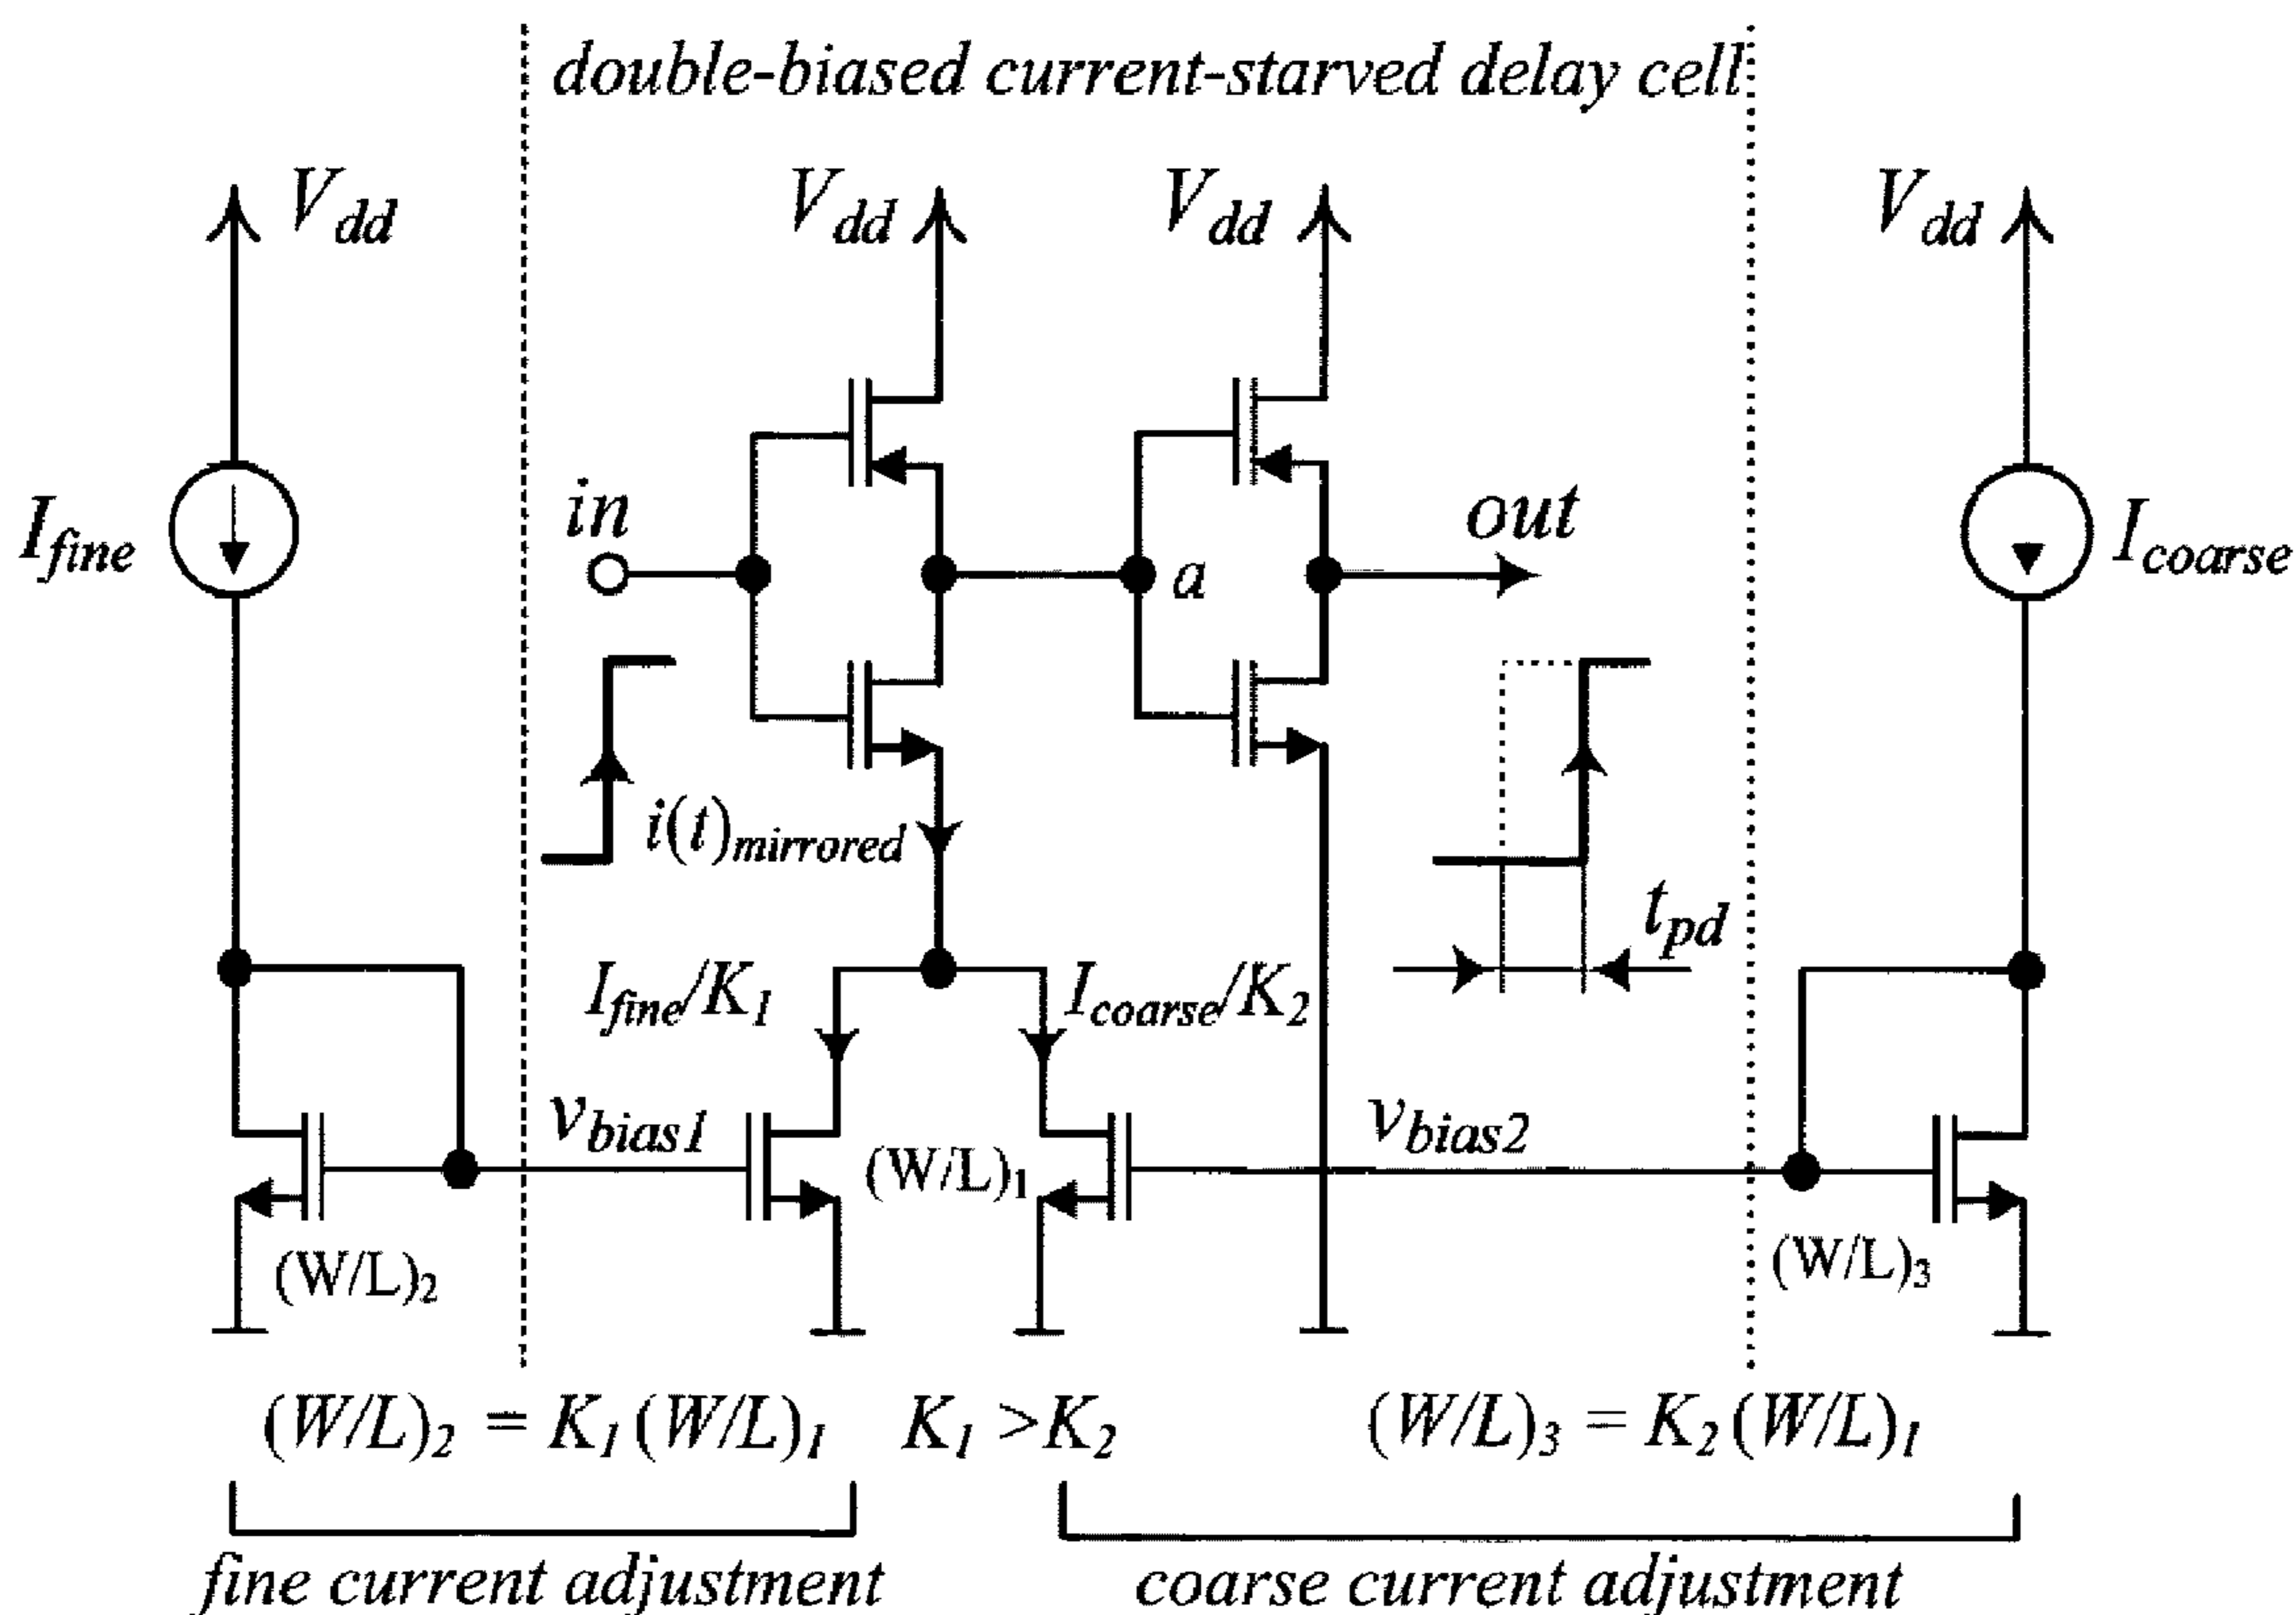 double-biased current-starved delay cell
V_dd
V_dd
V_dd
V_dd
I_fine
in
a
out
I_coarse
i(t)_mirrored
t_pd
I_fine/K_1
I_coarse/K_2
v_bias1
(W/L)_1
v_bias2
(W/L)_2
(W/L)_3
(W/L)_2 = K_1(W/L)_1
K_1 >K_2
(W/L)_3 = K_2(W/L)_1
fine current adjustment
coarse current adjustment